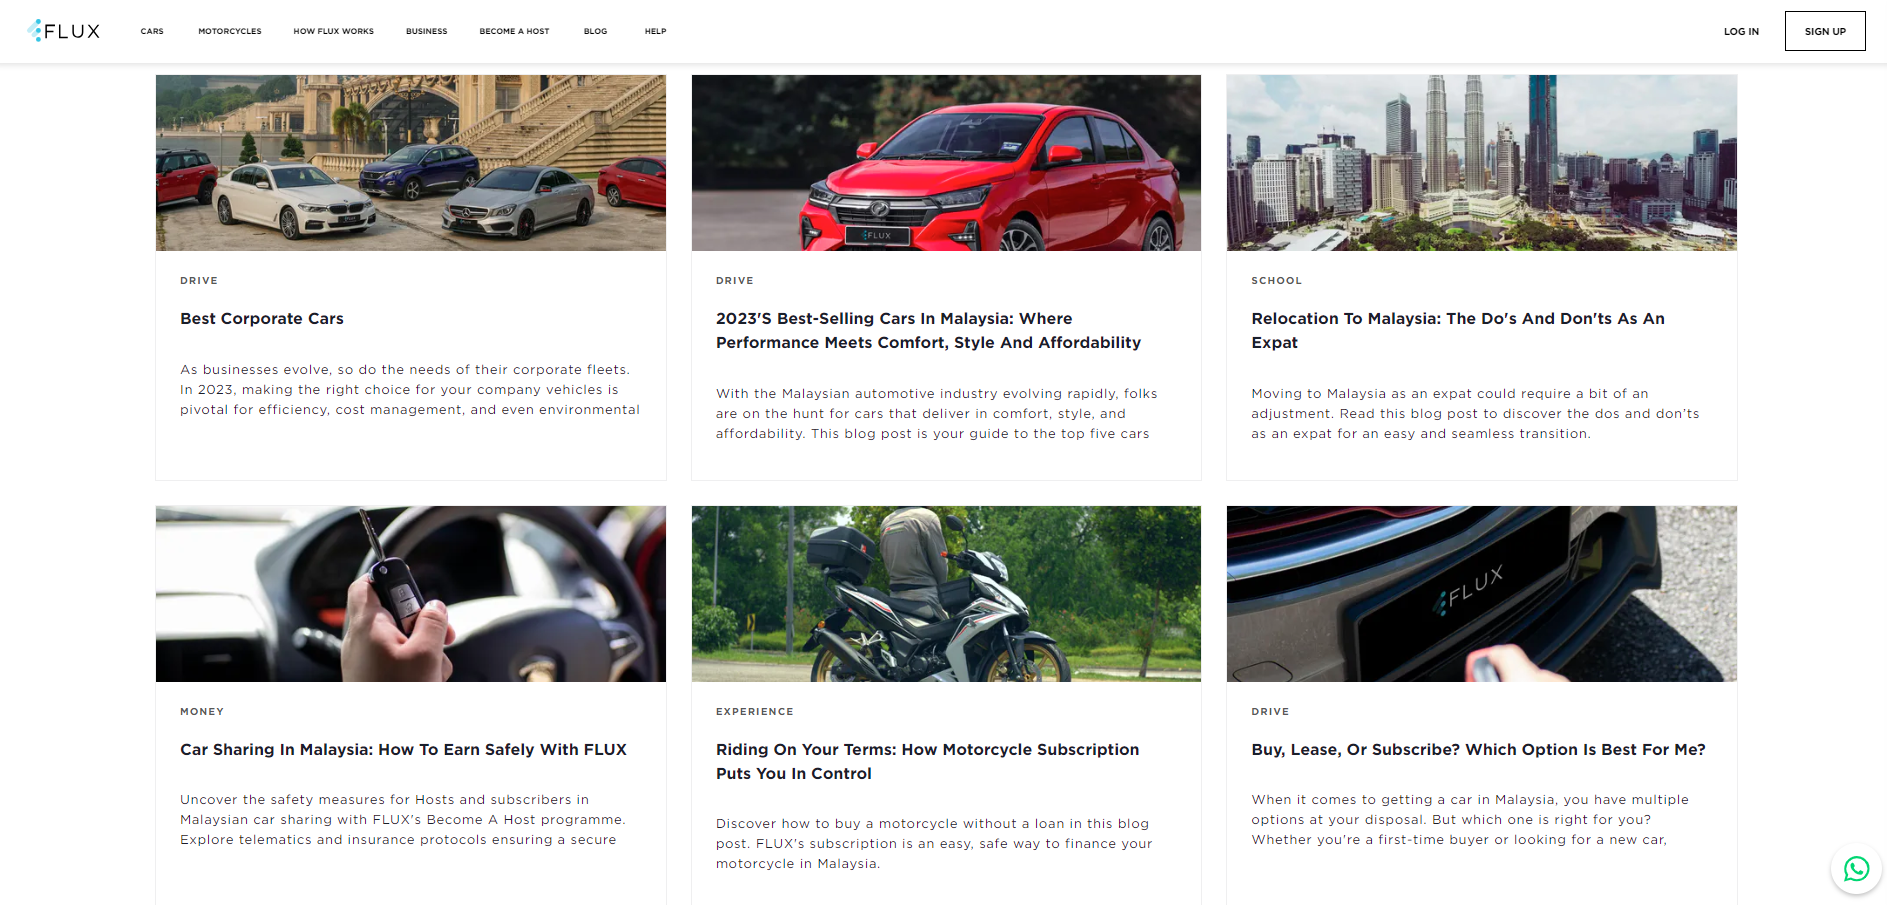 FLUX
CARS
MOTORCYCLES
HOW FLUX WORKS
BUSINESS
BECOME A HOST
BLOG
HELP
LOG IN
SIGN UP
FLUX
DRIVE
Best Corporate Cars
As businesses evolve, so do the needs of their corporate fleets.
In 2023, making the right choice for your company vehicles is
pivotal for efficiency, cost management, and even environmental
DRIVE
2023'S Best-Selling Cars In Malaysia: Where
Performance Meets Comfort, Style And Affordability
With the Malaysian automotive industry evolving rapidly, folks
are on the hunt for cars that deliver in comfort, style, and
affordability. This blog post is your guide to the top five cars
SCHOOL
Relocation To Malaysia: The Do's And Don'ts As An
Expat
Moving to Malaysia as an expat could require a bit of an
adjustment. Read this blog post to discover the dos and don'ts
as an expat for an easy and seamless transition.
FLUX
MONEY
Car Sharing In Malaysia: How To Earn Safely With FLUX
Uncover the safety measures for Hosts and subscribers in
Malaysian car sharing with FLUX's Become A Host programme.
Explore telematics and insurance protocols ensuring a secure
EXPERIENCE
Riding On Your Terms: How Motorcycle Subscription
Puts You In Control
Discover how to buy a motorcycle without a loan in this blog
post. FLUX's subscription is an easy, safe way to finance your
motorcycle in Malaysia.
DRIVE
Buy, Lease, Or Subscribe? Which Option Is Best For Me?
When it comes to getting a car in Malaysia, you have multiple
options at your disposal. But which one is right for you?
Whether you're a first-time buyer or looking for a new car,